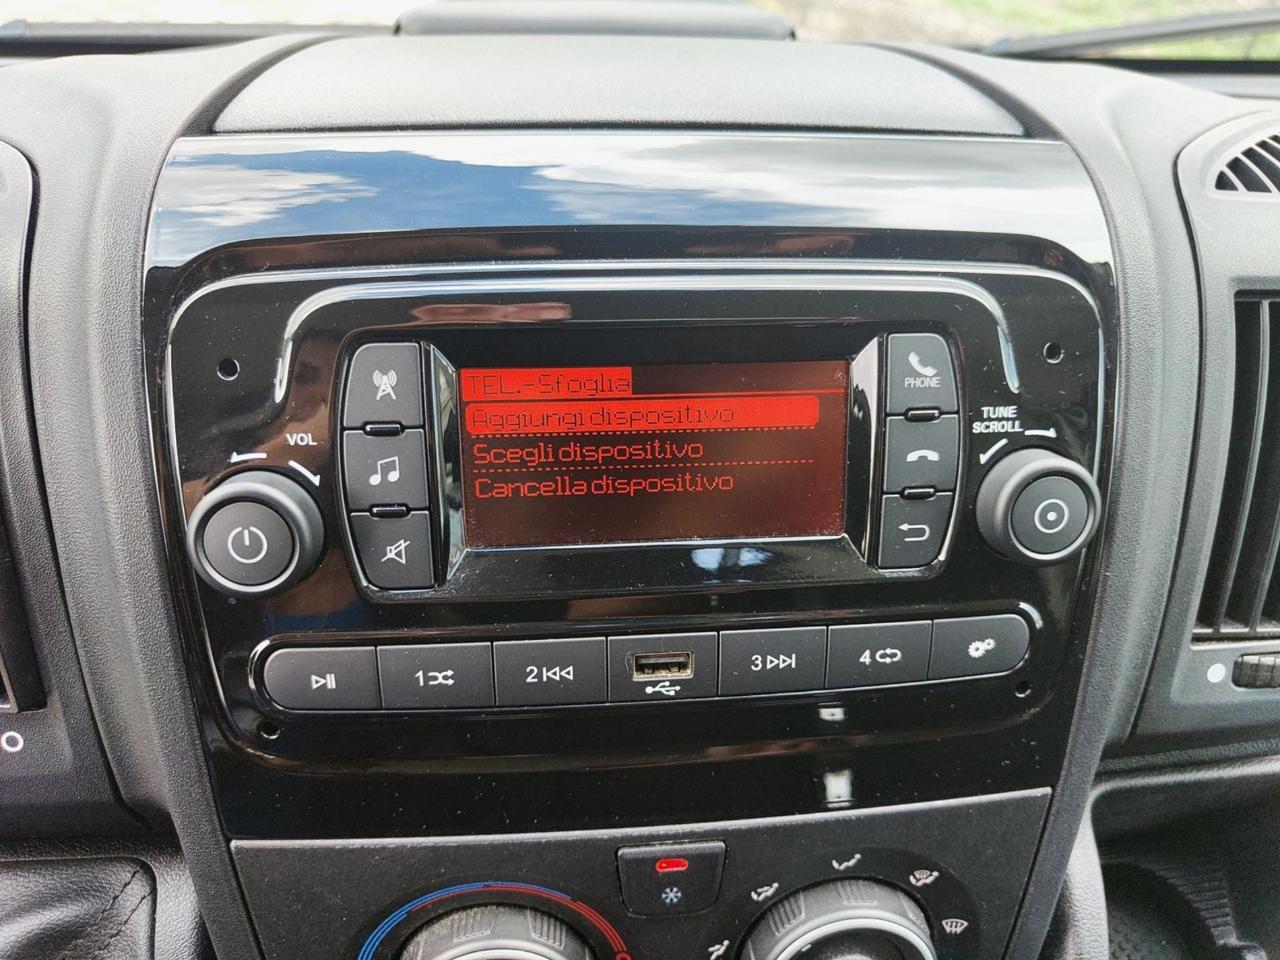 TEL.-Sfoglia
Aggiungi dispositivo
Scegli dispositivo
Cancella dispositivo
PHONE
VOL
TUNE
SCROLL
1
2
3
4